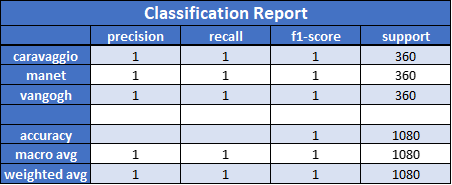 Classification Report
precision recall f1-score support
caravaggio 1 1 1 360
manet 1 1 1 360
vangogh 1 1 1 360
accuracy 1 1080
macro avg 1 1 1 1080
weighted avg 1 1 1 1080